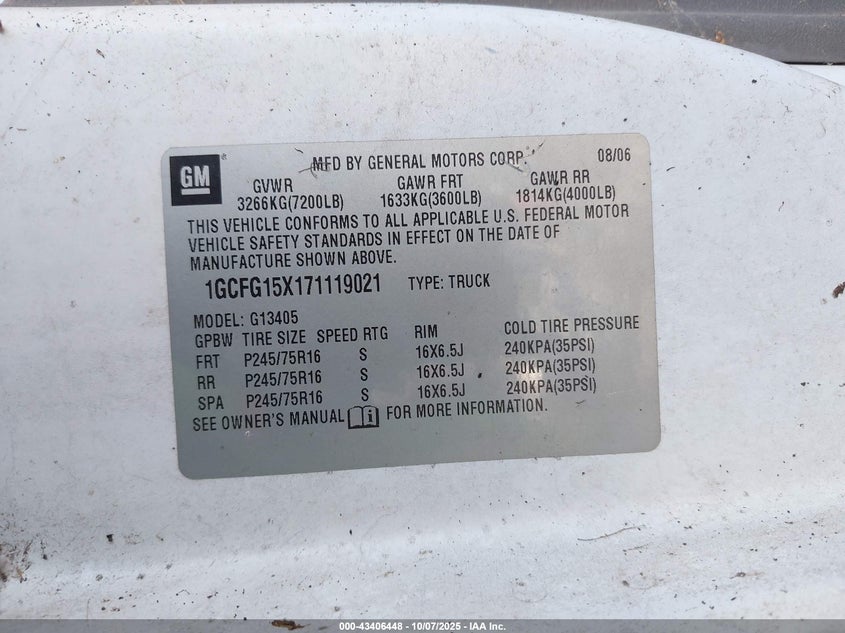 GM
MFD BY GENERAL MOTORS CORP. 08/06
GVWR GAWR FRT GAWR RR
3266KG(7200LB) 1633KG(3600LB) 1814KG(4000LB)
THIS VEHICLE CONFORMS TO ALL APPLICABLE U.S. FEDERAL MOTOR
VEHICLE SAFETY STANDARDS IN EFFECT ON THE DATE OF
MANUFACTURE SHOWN ABOVE.
1GCFG15X171119021 TYPE: TRUCK
MODEL: G13405
GPBW TIRE SIZE SPEED RTG RIM COLD TIRE PRESSURE
FRT P245/75R16 S 16X6.5J 240KPA(35PSI)
RR P245/75R16 S 16X6.5J 240KPA(35PSI)
SPA P245/75R16 S 16X6.5J 240KPA(35PSI)
SEE OWNER'S MANUAL FOR MORE INFORMATION.
000-43406448 - 10/07/2025 - IAA Inc.